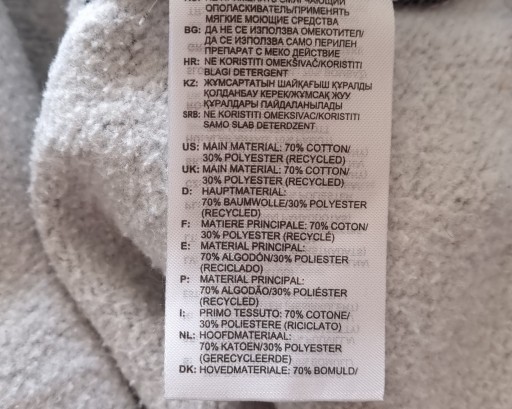 ОПОЛАСКИВАТЕЛЬ/ПРИМЕНЯТЬ
МЯГКИЕ МОЮЩИЕ СРЕДСТВА
BG: ДА НЕ СЕ ИЗПОЛЗВА ОМЕКОТИТЕЛ/
ДА СЕ ИЗПОЛЗВА САМО ПЕРИЛЕН
ПРЕПАРАТ С МЕКО ДЕЙСТВИЕ
HR: NE KORISTITI OMEKŠIVAČ/KORISTITI
BLAGI DETERGENT
KZ: ЖҰМСАРТАТЫН ШАЙҚАҒЫШ ҚҰРАЛДЫ
ҚОЛДАНБАУ КЕРЕК/ЖҰМСАҚ ЖУУ
ҚҰРАЛДАРЫ ПАЙДАЛАНЫЛАДЫ
SRB: NE KORISTITI OMEKSIVAC/KORISTITI
SAMO SLAB DETERDZENT
US: MAIN MATERIAL: 70% COTTON/
30% POLYESTER (RECYCLED)
UK: MAIN MATERIAL: 70% COTTON/
30% POLYESTER (RECYCLED)
D: HAUPTMATERIAL:
70% BAUMWOLLE/30% POLYESTER
(RECYCLED)
F: MATIERE PRINCIPALE: 70% COTON/
30% POLYESTER (RECYCLÉ)
E: MATERIAL PRINCIPAL:
70% ALGODÓN/30% POLIESTER
(RECICLADO)
P: MATERIAL PRINCIPAL:
70% ALGODÃO/30% POLIÉSTER
(RECYCLED)
I: PRIMO TESSUTO: 70% COTONE/
30% POLIESTERE (RICICLATO)
NL: HOOFDMATERIAAL:
70% KATOEN/30% POLYESTER
(GERECYCLEERDE)
DK: HOVEDMATERIALE: 70% BOMULD/